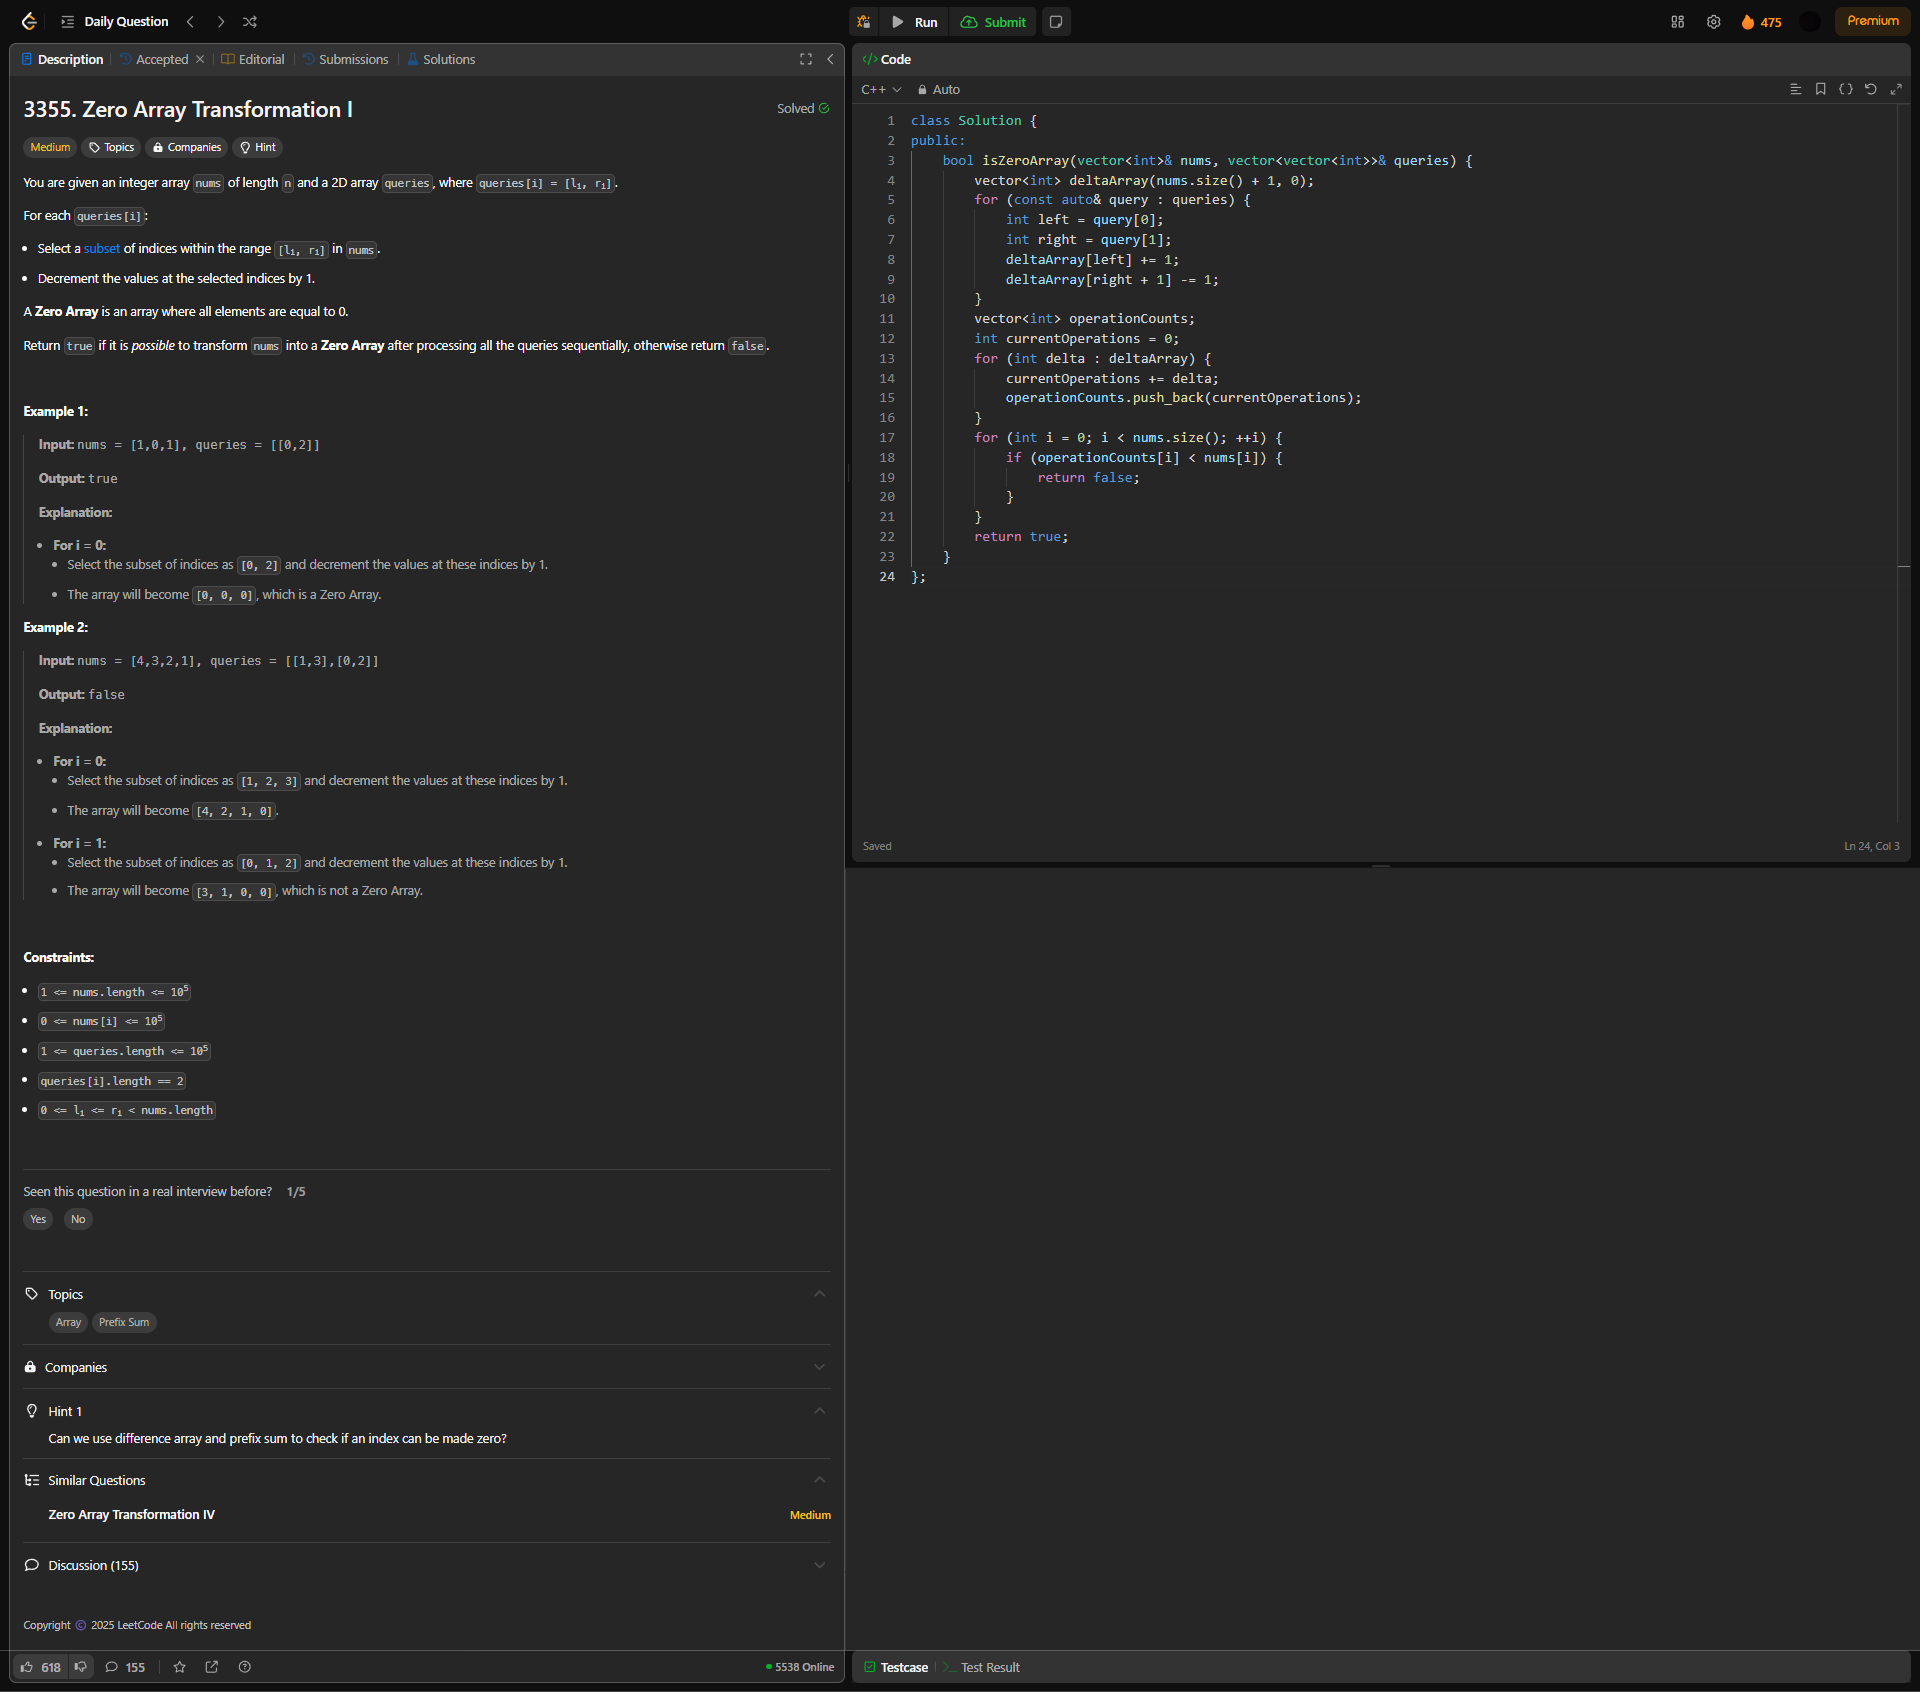 Daily Question
Run
Submit
475
Premium
Description
Accepted
Editorial
Submissions
Solutions
3355. Zero Array Transformation I
Solved
Medium
Topics
Companies
Hint
You are given an integer array nums of length n and a 2D array queries, where queries[i] = [lᵢ, rᵢ].
For each queries[i]:
Select a subset of indices within the range [lᵢ, rᵢ] in nums.
Decrement the values at the selected indices by 1.
A Zero Array is an array where all elements are equal to 0.
Return true if it is possible to transform nums into a Zero Array after processing all the queries sequentially, otherwise return false.
Example 1:
Input: nums = [1,0,1], queries = [[0,2]]
Output: true
Explanation:
For i = 0:
Select the subset of indices as [0, 2] and decrement the values at these indices by 1.
The array will become [0, 0, 0], which is a Zero Array.
Example 2:
Input: nums = [4,3,2,1], queries = [[1,3],[0,2]]
Output: false
Explanation:
For i = 0:
Select the subset of indices as [1, 2, 3] and decrement the values at these indices by 1.
The array will become [4, 2, 1, 0].
For i = 1:
Select the subset of indices as [0, 1, 2] and decrement the values at these indices by 1.
The array will become [3, 1, 0, 0], which is not a Zero Array.
Constraints:
1 <= nums.length <= 10⁵
0 <= nums[i] <= 10⁵
1 <= queries.length <= 10⁵
queries[i].length == 2
0 <= lᵢ <= rᵢ < nums.length
Seen this question in a real interview before? 1/5
Yes
No
Topics
Array
Prefix Sum
Companies
Hint 1
Can we use difference array and prefix sum to check if an index can be made zero?
Similar Questions
Zero Array Transformation IV
Medium
Discussion (155)
Copyright © 2025 LeetCode All rights reserved
618
155
5538 Online
Code
C++
Auto
1 class Solution {
2 public:
3     bool isZeroArray(vector<int>& nums, vector<vector<int>>& queries) {
4         vector<int> deltaArray(nums.size() + 1, 0);
5         for (const auto& query : queries) {
6             int left = query[0];
7             int right = query[1];
8             deltaArray[left] += 1;
9             deltaArray[right + 1] -= 1;
10         }
11         vector<int> operationCounts;
12         int currentOperations = 0;
13         for (int delta : deltaArray) {
14             currentOperations += delta;
15             operationCounts.push_back(currentOperations);
16         }
17         for (int i = 0; i < nums.size(); ++i) {
18             if (operationCounts[i] < nums[i]) {
19                 return false;
20             }
21         }
22         return true;
23     }
24 };
Saved
Ln 24, Col 3
Testcase
Test Result